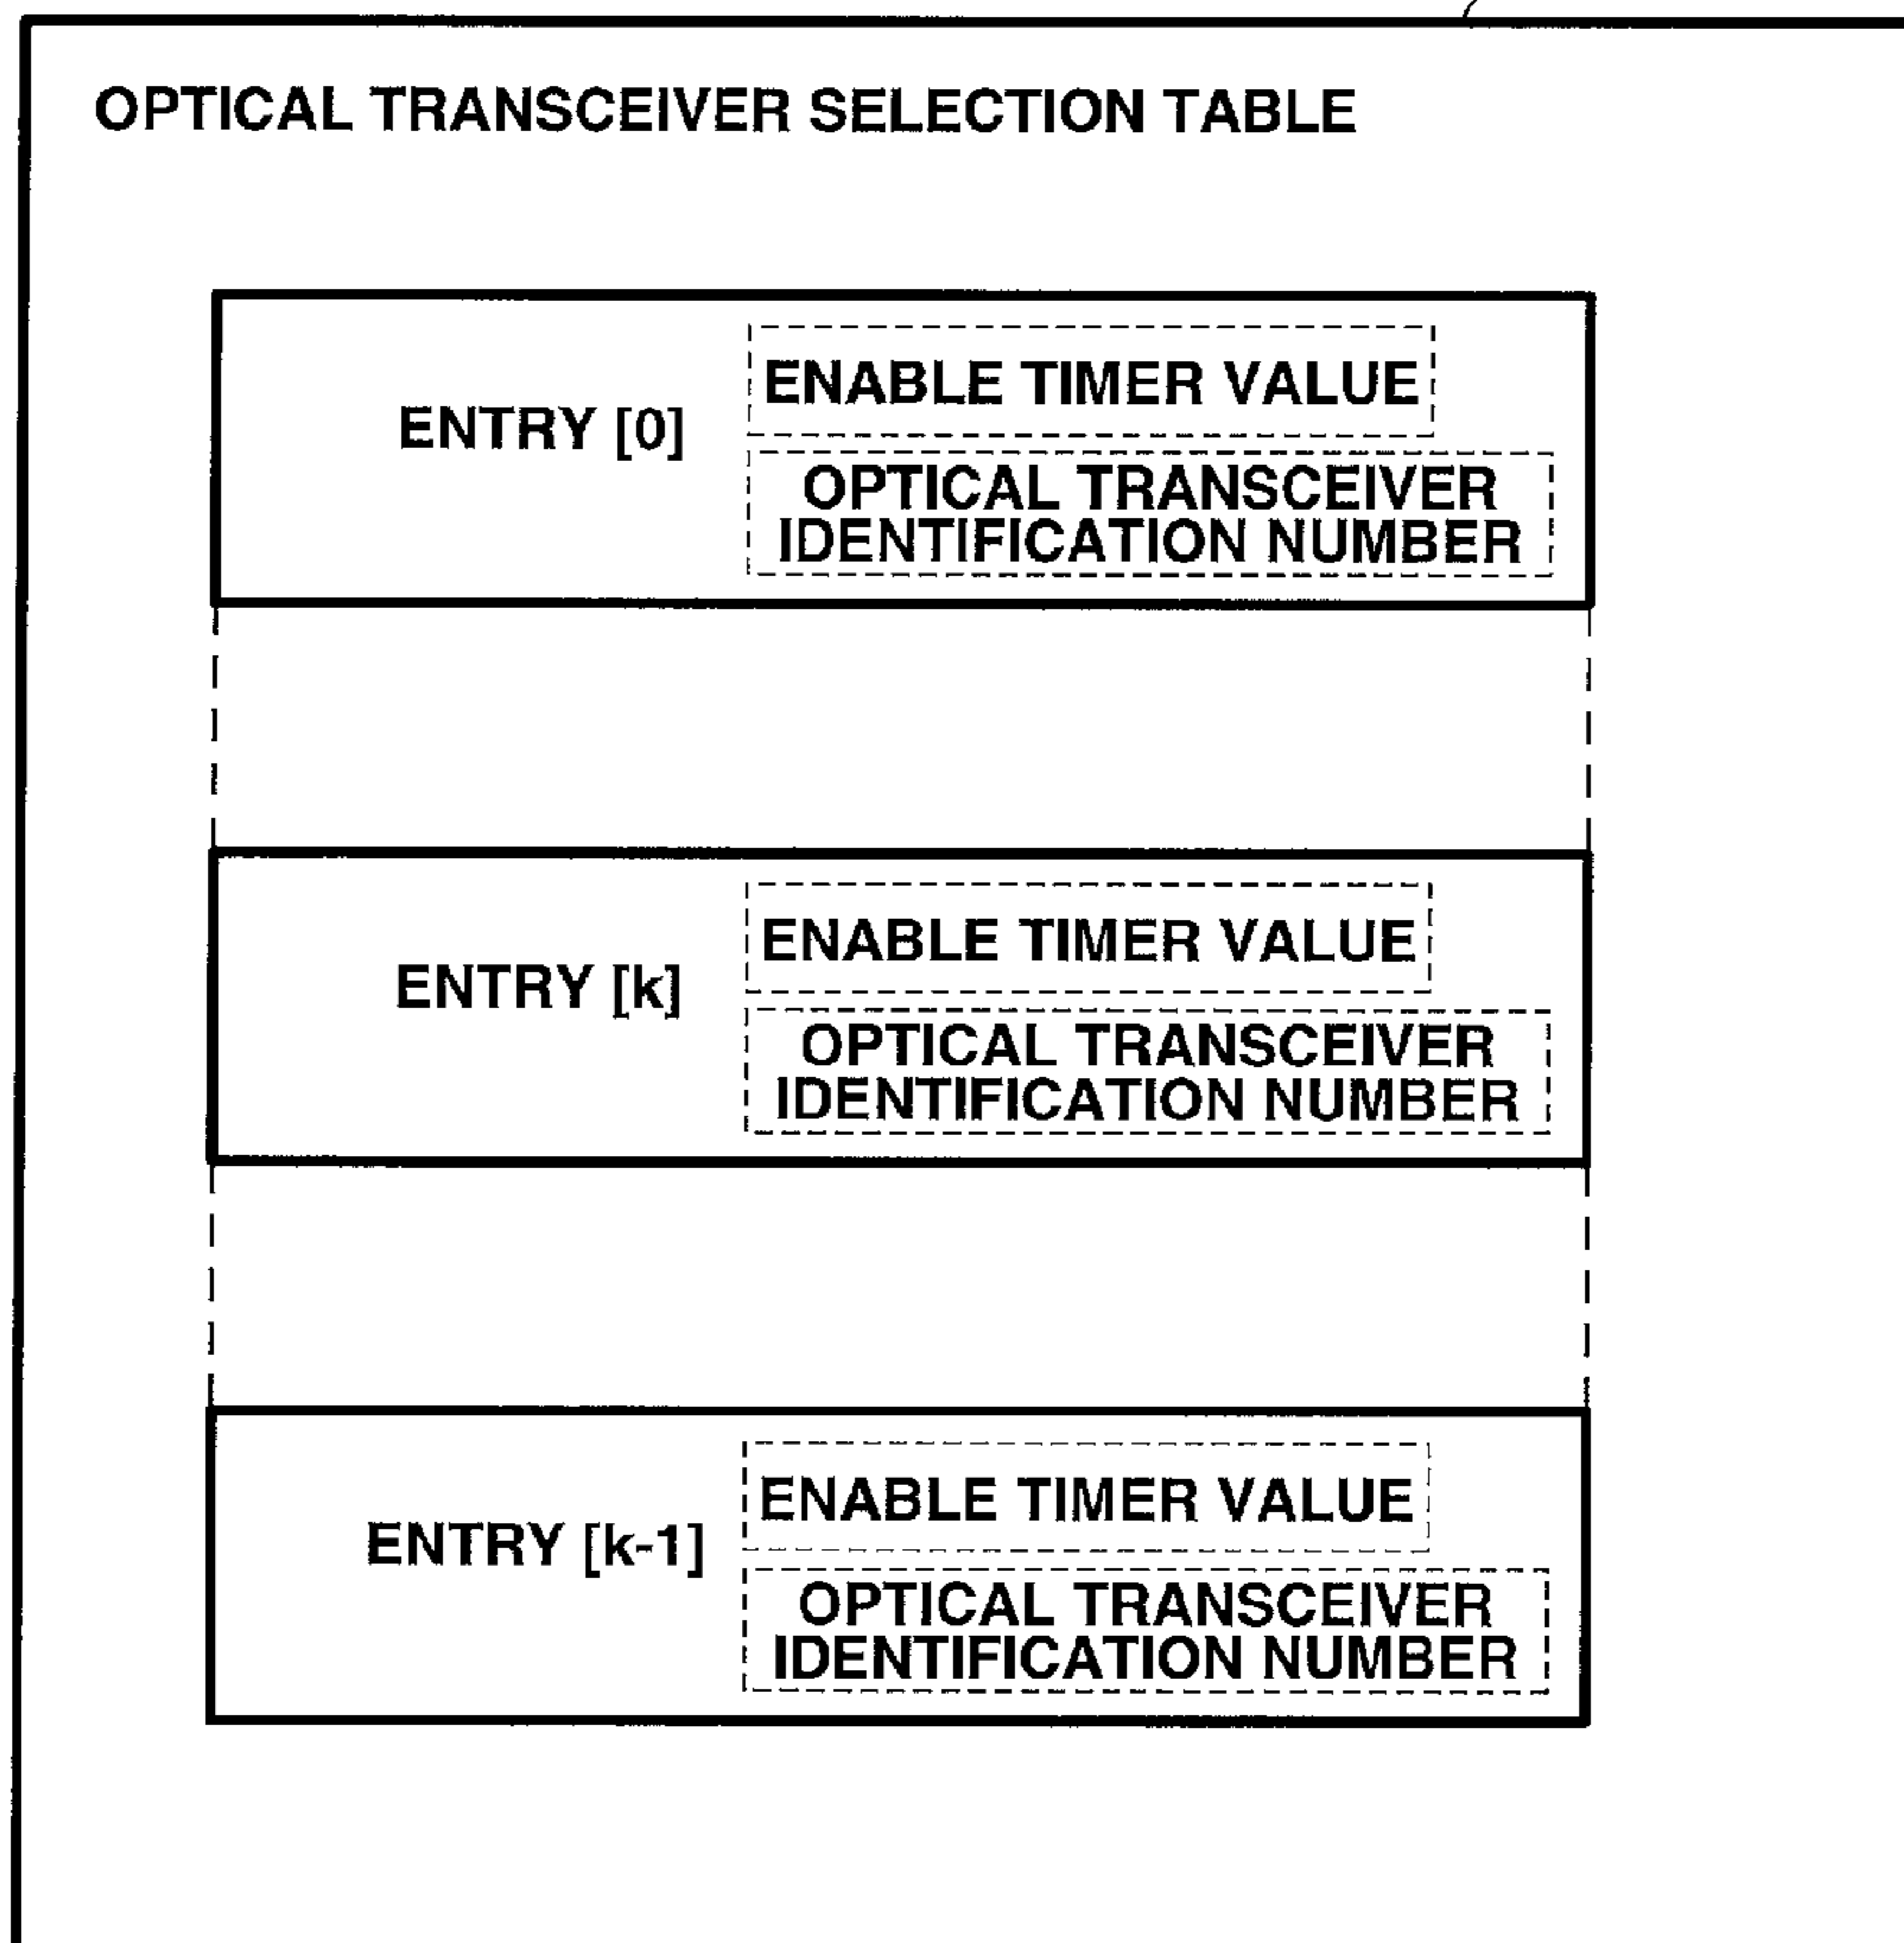 OPTICAL TRANSCEIVER SELECTION TABLE
ENTRY [0]
ENABLE TIMER VALUE
OPTICAL TRANSCEIVER
IDENTIFICATION NUMBER
ENTRY [k]
ENABLE TIMER VALUE
OPTICAL TRANSCEIVER
IDENTIFICATION NUMBER
ENTRY [k-1]
ENABLE TIMER VALUE
OPTICAL TRANSCEIVER
IDENTIFICATION NUMBER